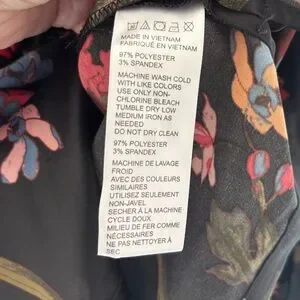 MADE IN VIETNAM
FABRIQUÉ EN VIETNAM
97% POLYESTER
3% SPANDEX
MACHINE WASH COLD
WITH LIKE COLORS
USE ONLY NON-
CHLORINE BLEACH
TUMBLE DRY LOW
MEDIUM IRON AS
NEEDED
DO NOT DRY CLEAN
97% POLYESTER
3% SPANDEX
MACHINE DE LAVAGE
FROID
AVEC DES COULEURS
SIMILAIRES
UTILISEZ SEULEMENT
NON-JAVEL
SECHER À LA MACHINE
CYCLE DOUX
MILIEU DE FER COMME
NÉCESSAIRES
NE PAS NETTOYER À
SEC